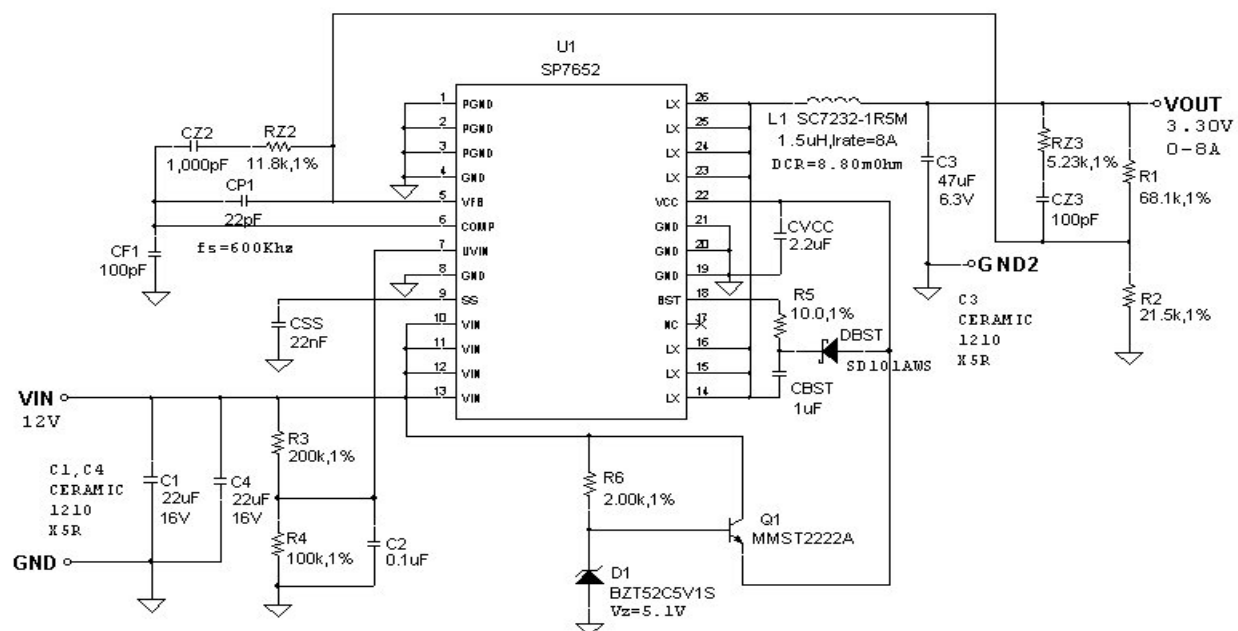 U1
SP7652
1 PGND
2 PGND
3 PGND
4 GND
5 VFB
6 COMP
7 UVIN
8 GND
9 SS
10 VIN
11 VIN
12 VIN
13 VIN
LX 26
LX 25
LX 24
LX 23
VCC 22
GND 21
GND 20
GND 19
BST 18
NC 17
LX 16
LX 15
LX 14
CZ2
1,000pF
RZ2
11.8k,1%
CP1
22pF
CF1
100pF
fs=600Khz
CSS
22nF
L1 SC7232-1R5M
1.5uH,Irate=8A
DCR=8.80mOhm
VOUT
3.30V
0-8A
C3
47uF
6.3V
RZ3
5.23k,1%
CZ3
100pF
R1
68.1k,1%
CVCC
2.2uF
GND2
C3
CERAMIC
1210
X5R
R2
21.5k,1%
R5
10.0,1%
DBST
SD101AWS
CBST
1uF
VIN
12V
C1,C4
CERAMIC
1210
X5R
C1
22uF
16V
C4
22uF
16V
R3
200k,1%
R4
100k,1%
C2
0.1uF
GND
R6
2.00k,1%
Q1
MMST2222A
D1
BZT52C5V1S
Vz=5.1V